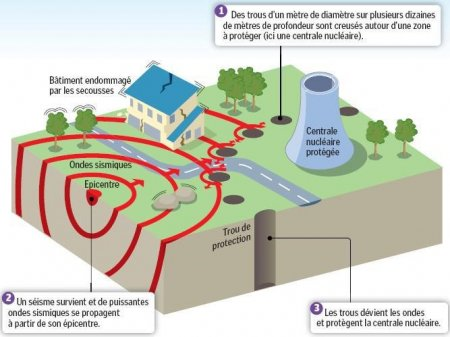 1 Des trous d'un mètre de diamètre sur plusieurs dizaines
de mètres de profondeur sont creusés autour d'une zone
à protéger (ici une centrale nucléaire).
Bâtiment endommagé
par les secousses
Centrale
nucléaire
protégée
Ondes sismiques
Epicentre
Trou de
protection
2 Un séisme survient et de puissantes
ondes sismiques se propagent
à partir de son épicentre.
3 Les trous dévient les ondes
et protègent la centrale nucléaire.